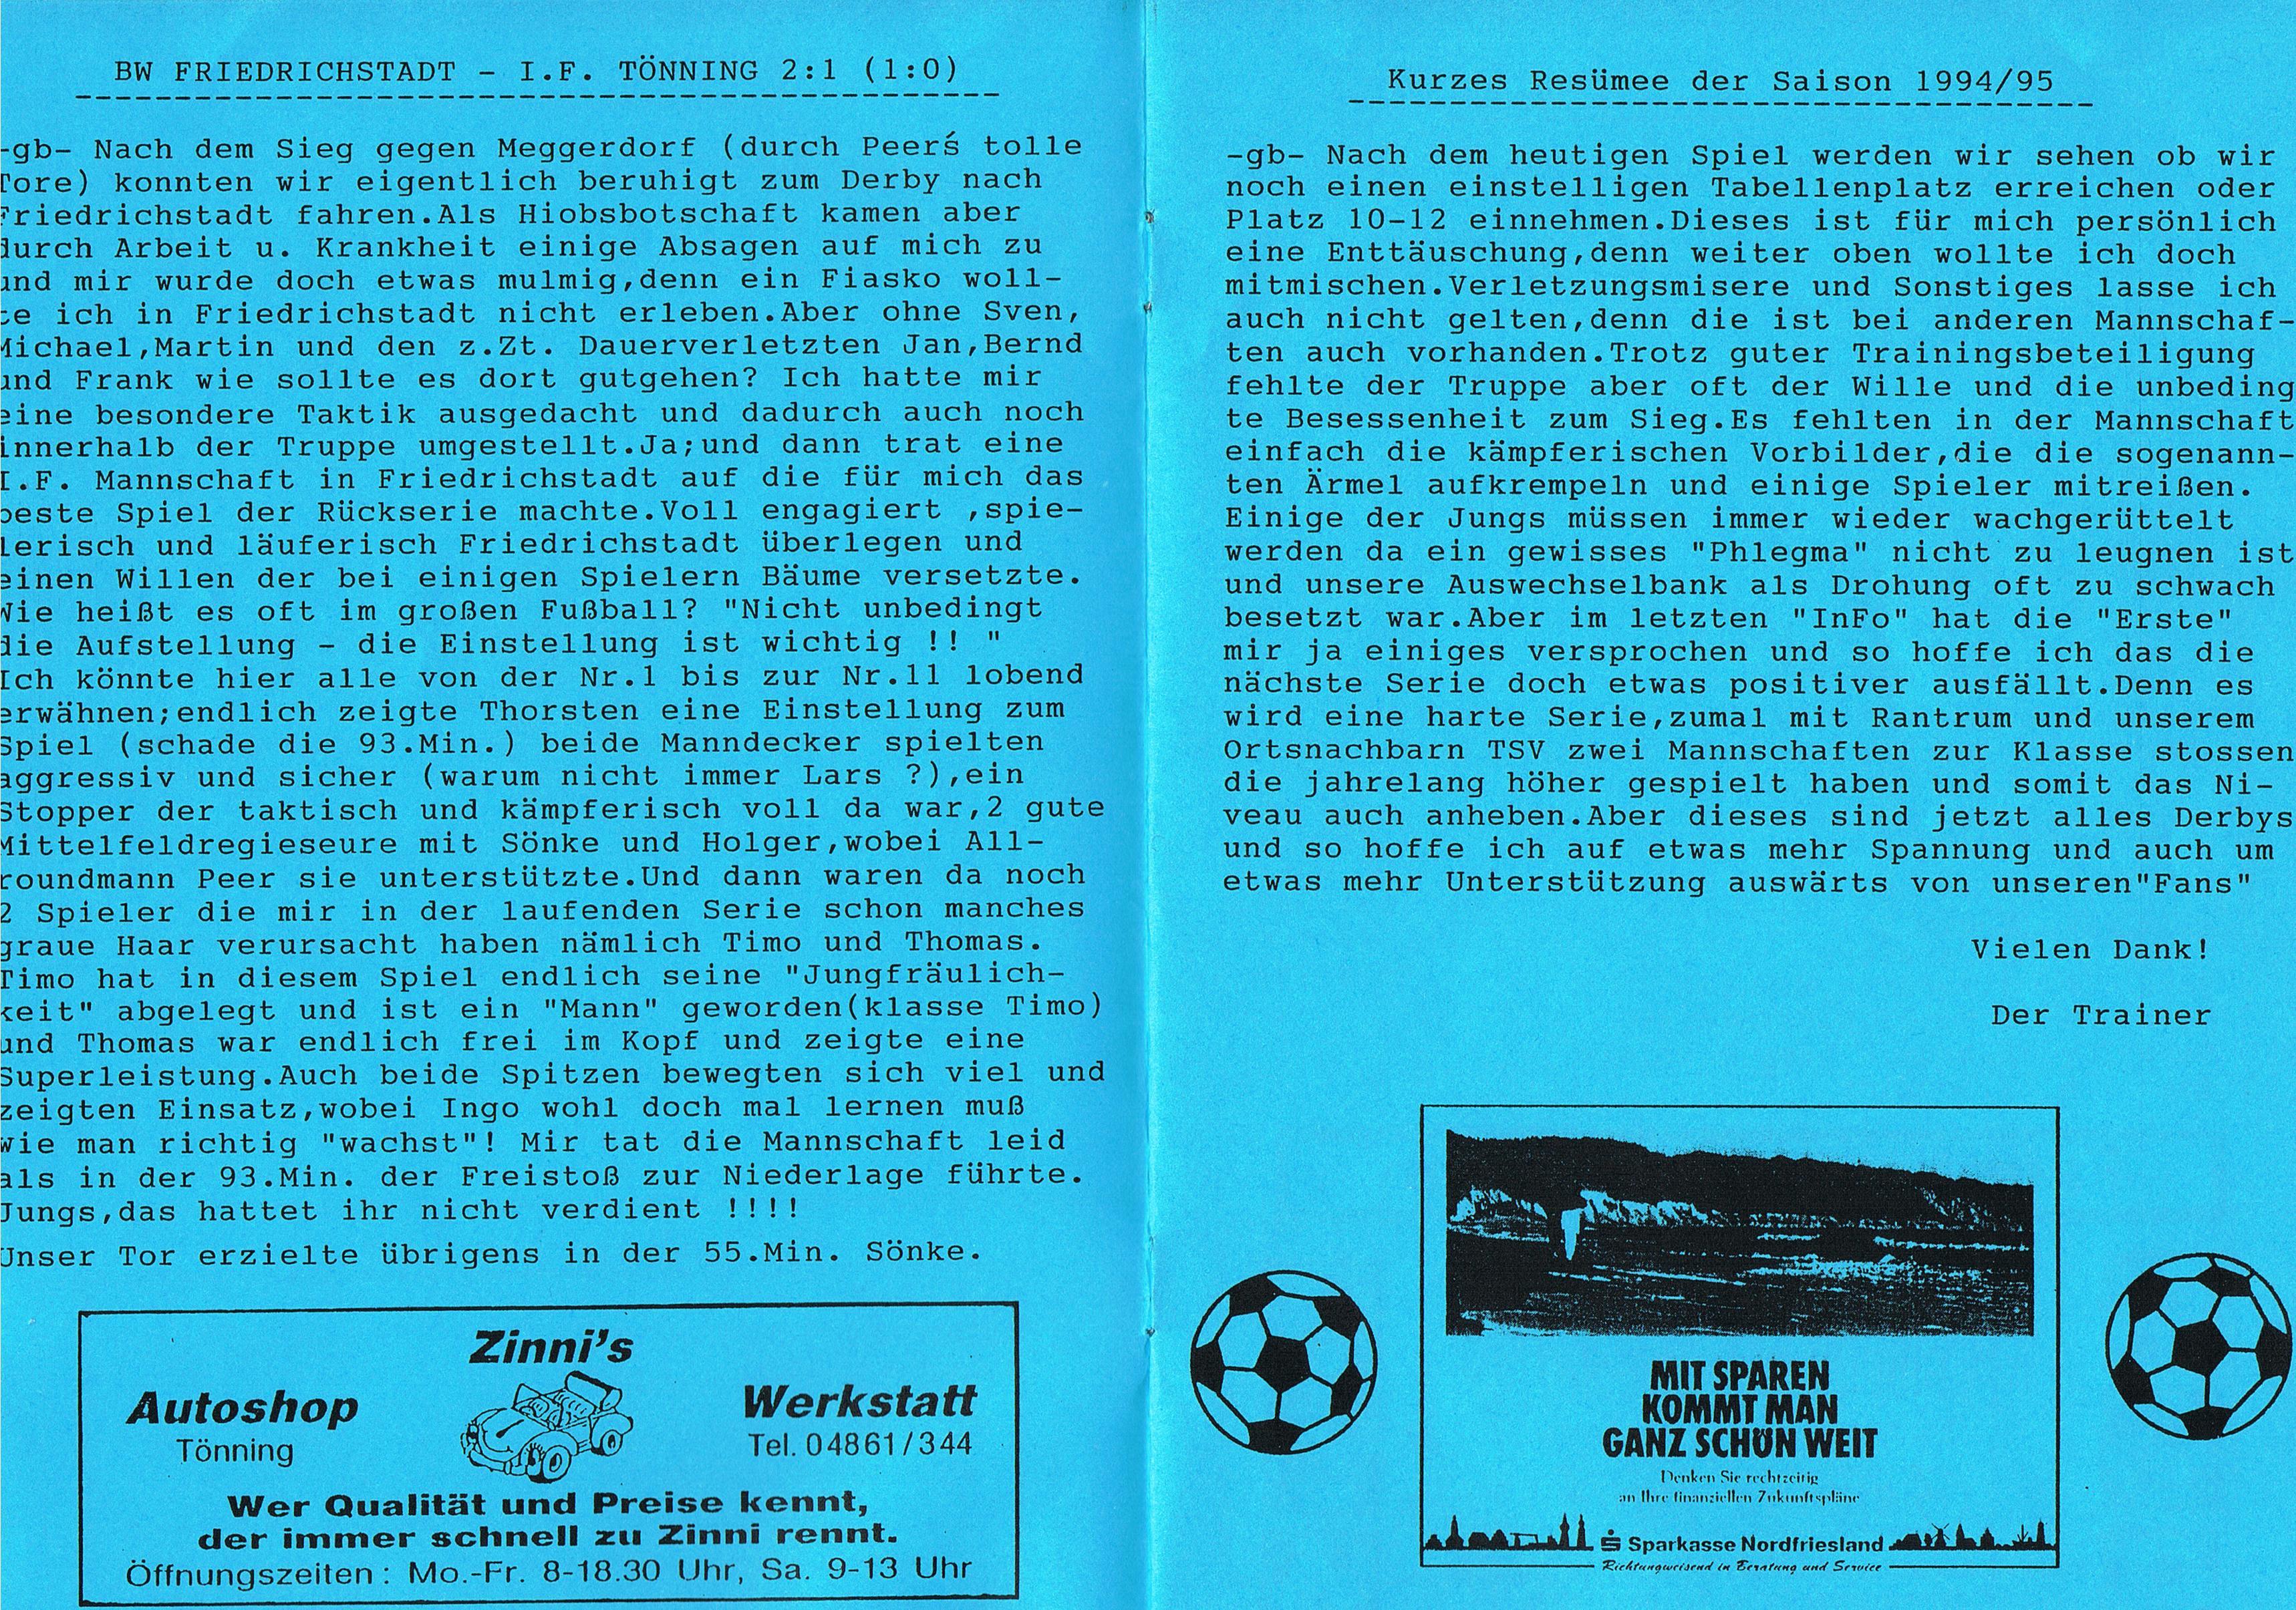 BW FRIEDRICHSTADT - I.F. TÖNNING 2:1 (1:0)
-gb- Nach dem Sieg gegen Meggerdorf (durch Peerś tolle
Tore) konnten wir eigentlich beruhigt zum Derby nach
Friedrichstadt fahren.Als Hiobsbotschaft kamen aber
durch Arbeit u. Krankheit einige Absagen auf mich zu
und mir wurde doch etwas mulmig,denn ein Fiasko woll-
te ich in Friedrichstadt nicht erleben.Aber ohne Sven,
Michael,Martin und den z.Zt. Dauerverletzten Jan,Bernd
und Frank wie sollte es dort gutgehen? Ich hatte mir
eine besondere Taktik ausgedacht und dadurch auch noch
innerhalb der Truppe umgestellt.Ja;und dann trat eine
I.F. Mannschaft in Friedrichstadt auf die für mich das
beste Spiel der Rückserie machte.Voll engagiert ,spie-
lerisch und läuferisch Friedrichstadt überlegen und
einen Willen der bei einigen Spielern Bäume versetzte.
Wie heißt es oft im großen Fußball? "Nicht unbedingt
die Aufstellung - die Einstellung ist wichtig !! "
Ich könnte hier alle von der Nr.1 bis zur Nr.11 lobend
erwähnen;endlich zeigte Thorsten eine Einstellung zum
Spiel (schade die 93.Min.) beide Manndecker spielten
aggressiv und sicher (warum nicht immer Lars ?),ein
Stopper der taktisch und kämpferisch voll da war,2 gute
Mittelfeldregieseure mit Sönke und Holger,wobei All-
roundmann Peer sie unterstützte.Und dann waren da noch
2 Spieler die mir in der laufenden Serie schon manches
graue Haar verursacht haben nämlich Timo und Thomas.
Timo hat in diesem Spiel endlich seine "Jungfräulich-
keit" abgelegt und ist ein "Mann" geworden(klasse Timo)
und Thomas war endlich frei im Kopf und zeigte eine
Superleistung.Auch beide Spitzen bewegten sich viel und
zeigten Einsatz,wobei Ingo wohl doch mal lernen muß
wie man richtig "wachst"! Mir tat die Mannschaft leid
als in der 93.Min. der Freistoß zur Niederlage führte.
Jungs,das hattet ihr nicht verdient !!!!
Unser Tor erzielte übrigens in der 55.Min. Sönke.
Zinni's
Autoshop
Tönning
Werkstatt
Tel. 04861/344
Wer Qualität und Preise kennt,
der immer schnell zu Zinni rennt.
Öffnungszeiten: Mo.-Fr. 8-18.30 Uhr, Sa. 9-13 Uhr
Kurzes Resümee der Saison 1994/95
-gb- Nach dem heutigen Spiel werden wir sehen ob wir
noch einen einstelligen Tabellenplatz erreichen oder
Platz 10-12 einnehmen.Dieses ist für mich persönlich
eine Enttäuschung,denn weiter oben wollte ich doch
mitmischen.Verletzungsmisere und Sonstiges lasse ich
auch nicht gelten,denn die ist bei anderen Mannschaf-
ten auch vorhanden.Trotz guter Trainingsbeteiligung
fehlte der Truppe aber oft der Wille und die unbeding
te Besessenheit zum Sieg.Es fehlten in der Mannschaft
einfach die kämpferischen Vorbilder,die die sogenann-
ten Ärmel aufkrempeln und einige Spieler mitreißen.
Einige der Jungs müssen immer wieder wachgerüttelt
werden da ein gewisses "Phlegma" nicht zu leugnen ist
und unsere Auswechselbank als Drohung oft zu schwach
besetzt war.Aber im letzten "InFo" hat die "Erste"
mir ja einiges versprochen und so hoffe ich das die
nächste Serie doch etwas positiver ausfällt.Denn es
wird eine harte Serie,zumal mit Rantrum und unserem
Ortsnachbarn TSV zwei Mannschaften zur Klasse stossen
die jahrelang höher gespielt haben und somit das Ni-
veau auch anheben.Aber dieses sind jetzt alles Derbys
und so hoffe ich auf etwas mehr Spannung und auch um
etwas mehr Unterstützung auswärts von unseren"Fans"
Vielen Dank!
Der Trainer
MIT SPAREN
KOMMT MAN
GANZ SCHÖN WEIT
Denken Sie rechtzeitig
an Ihre finanziellen Zukunftspläne
Sparkasse Nordfriesland
Richtungweisend in Beratung und Service